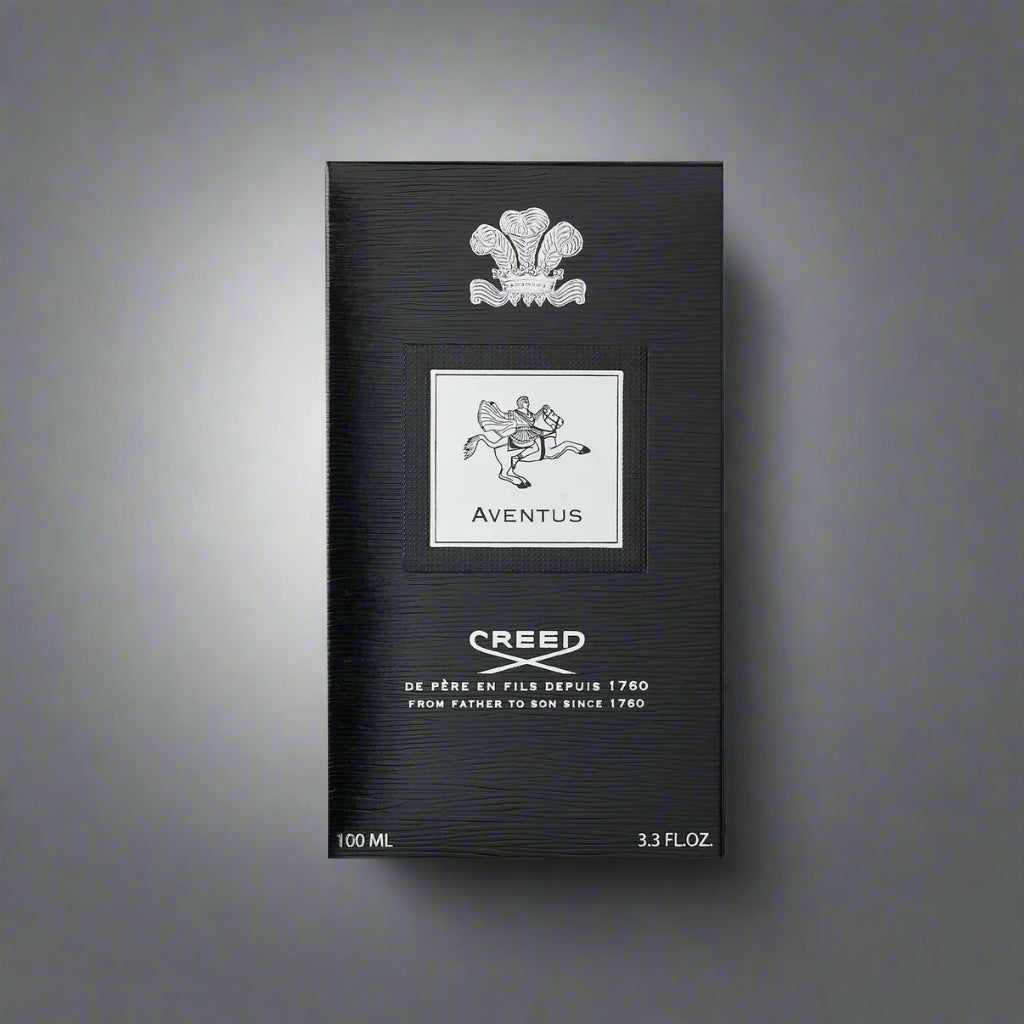 AVENTUS
CREED
DE PÈRE EN FILS DEPUIS 1760
FROM FATHER TO SON SINCE 1760
100 ML
3.3 FL.OZ.